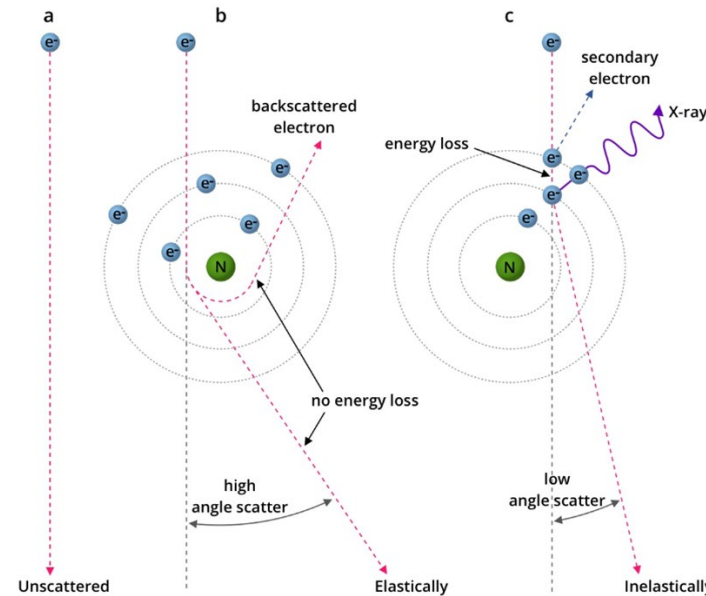 a
b
c
e-
e-
e-
secondary
electron
backscattered
electron
X-ray
energy loss
e-
e-
e-
e-
e-
e-
e-
e-
e-
N
N
no energy loss
high
angle scatter
low
angle scatter
Unscattered
Elastically
Inelastically